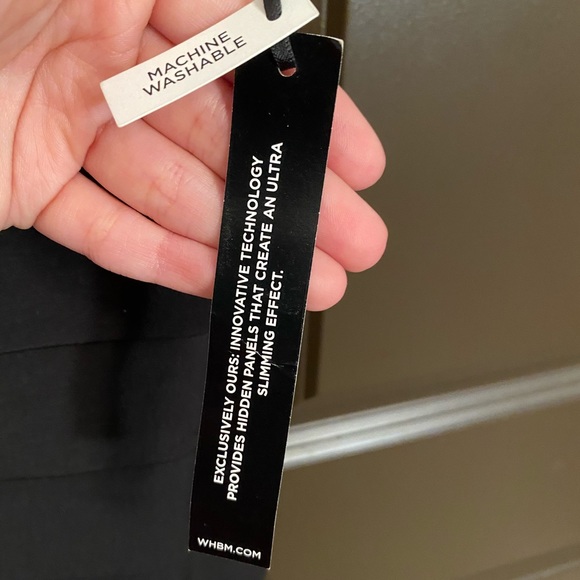 MACHINE
WASHABLE
EXCLUSIVELY OURS: INNOVATIVE TECHNOLOGY
PROVIDES HIDDEN PANELS THAT CREATE AN ULTRA
SLIMMING EFFECT.
WHBM.COM